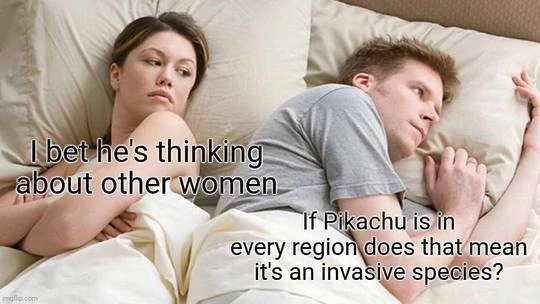 I bet he's thinking
about other women
If Pikachu is in
every region does that mean
it's an invasive species?
imgflip.com